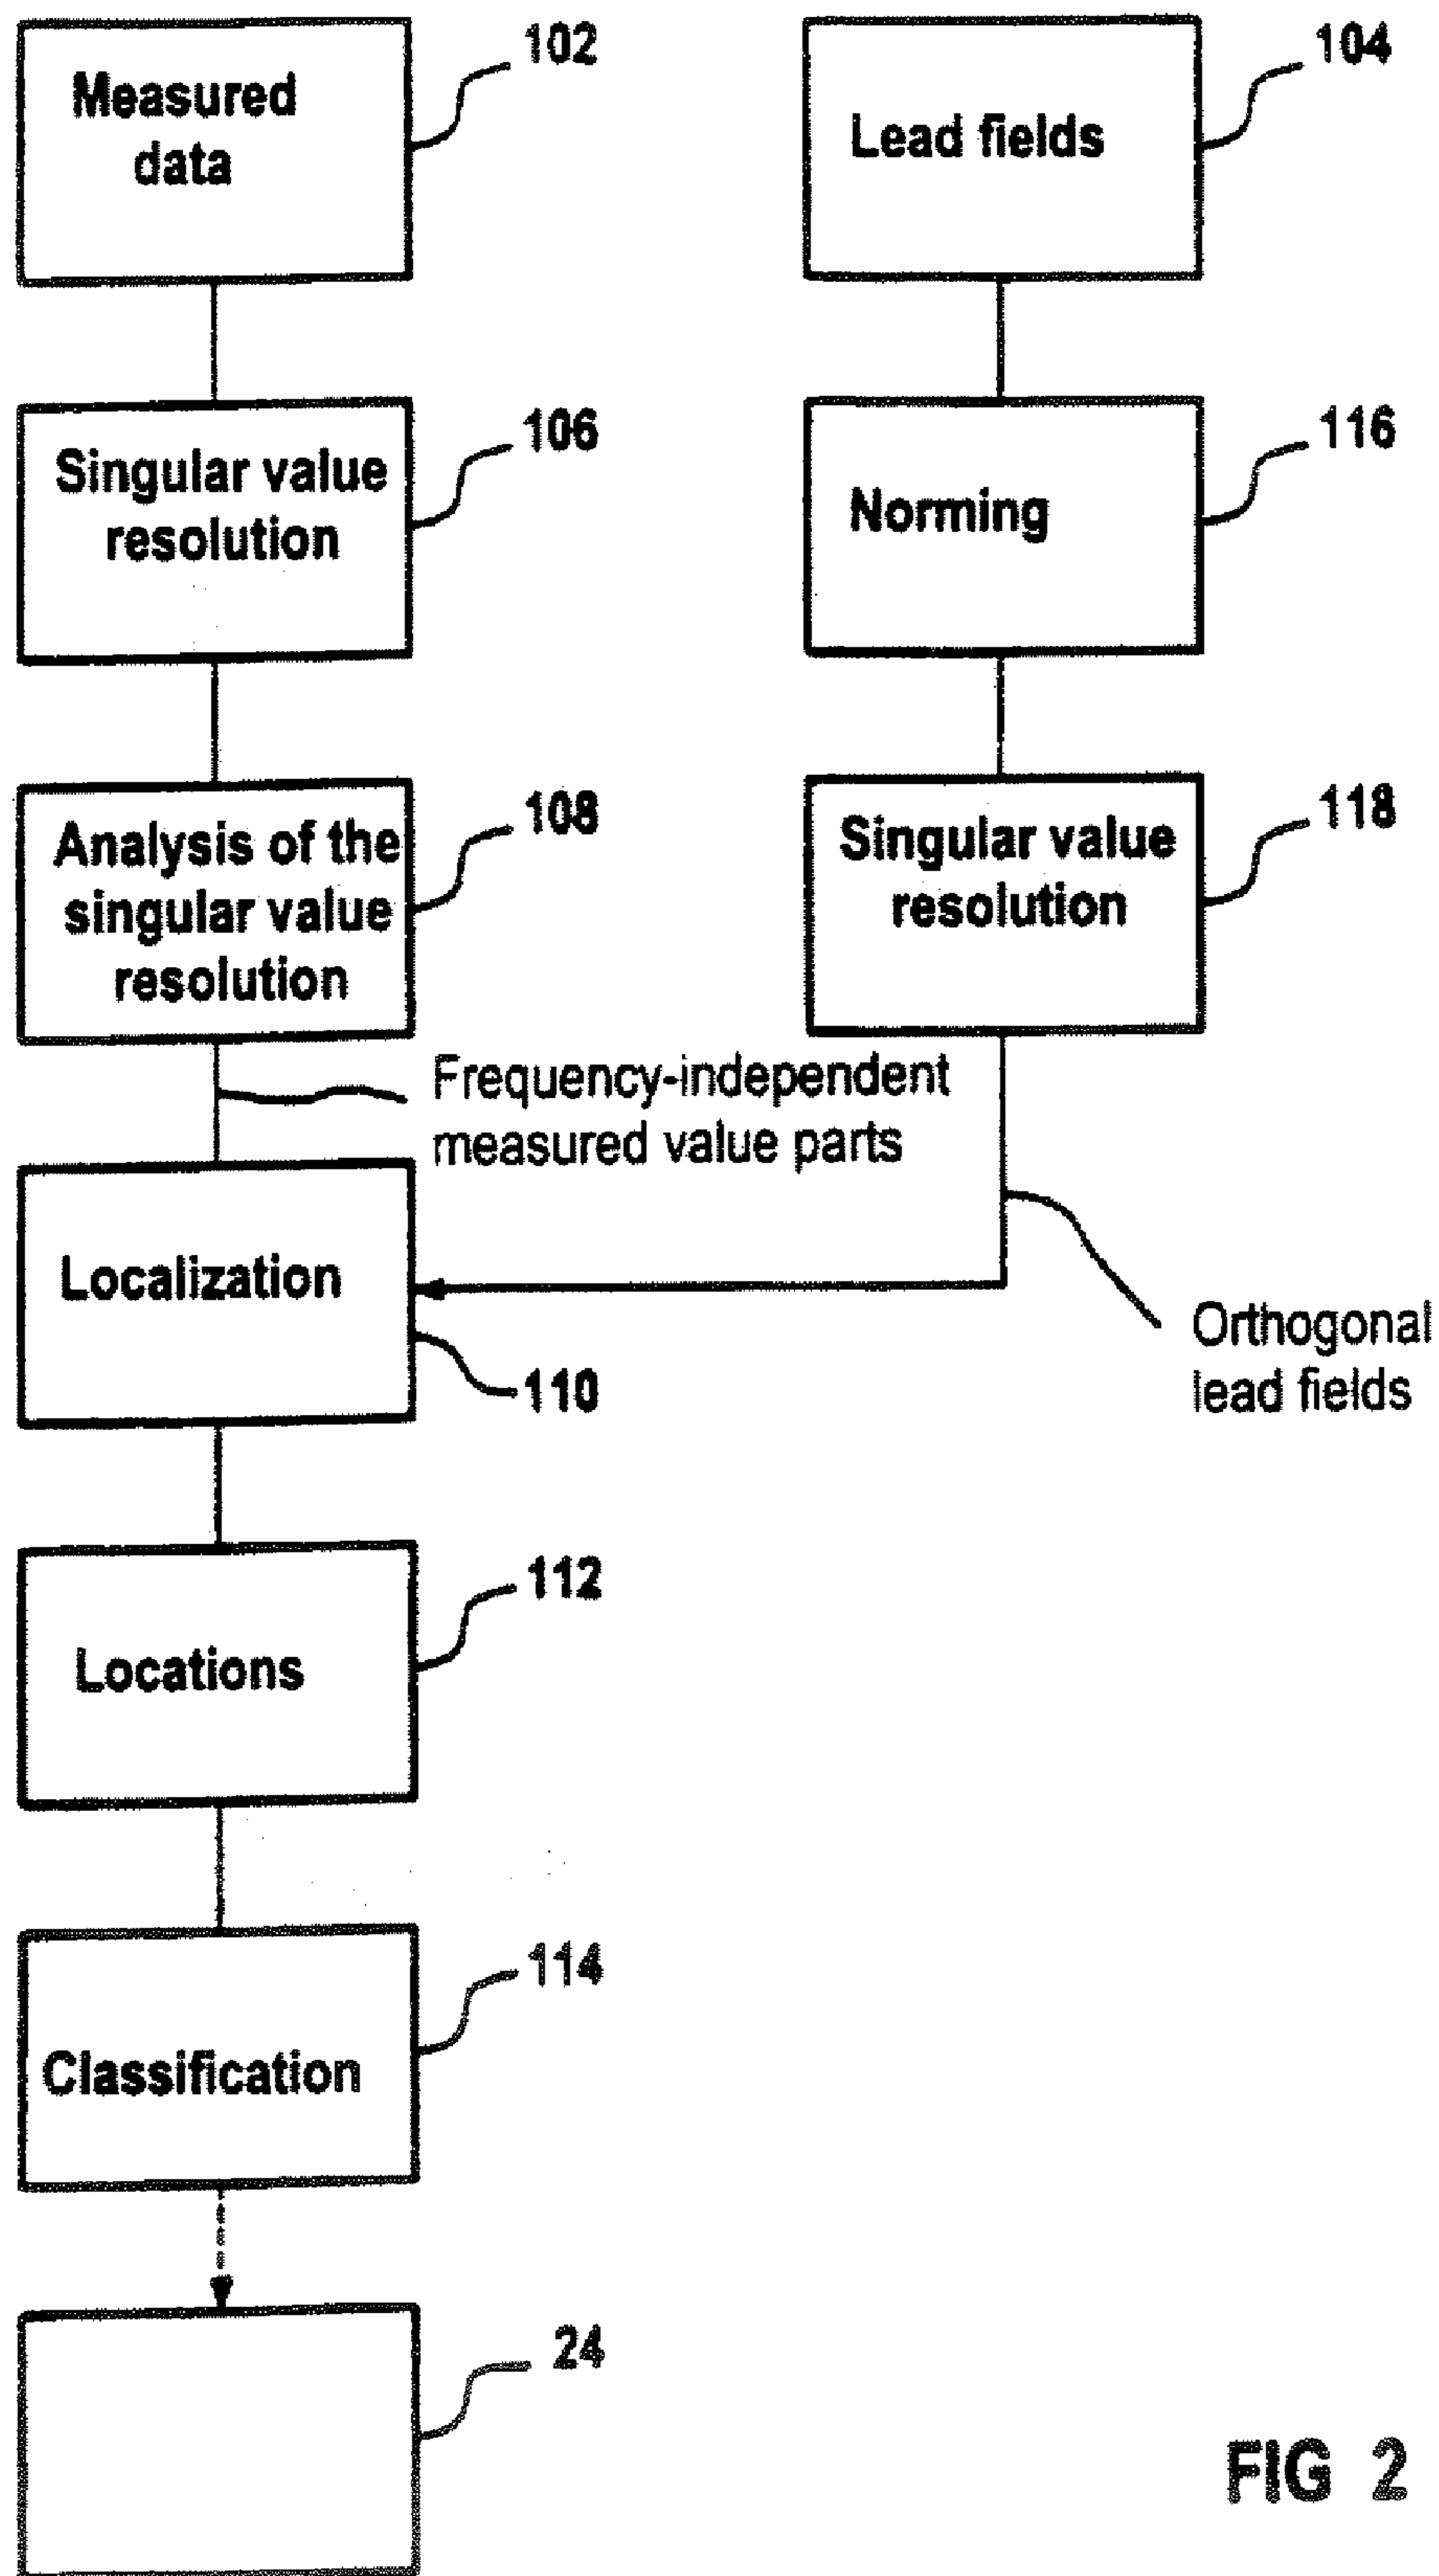 Measured
data
102
Lead fields
104
Singular value
resolution
106
Norming
116
Analysis of the
singular value
resolution
108
Singular value
resolution
118
Frequency-independent
measured value parts
Localization
110
Orthogonal
lead fields
Locations
112
Classification
114
24
FIG 2